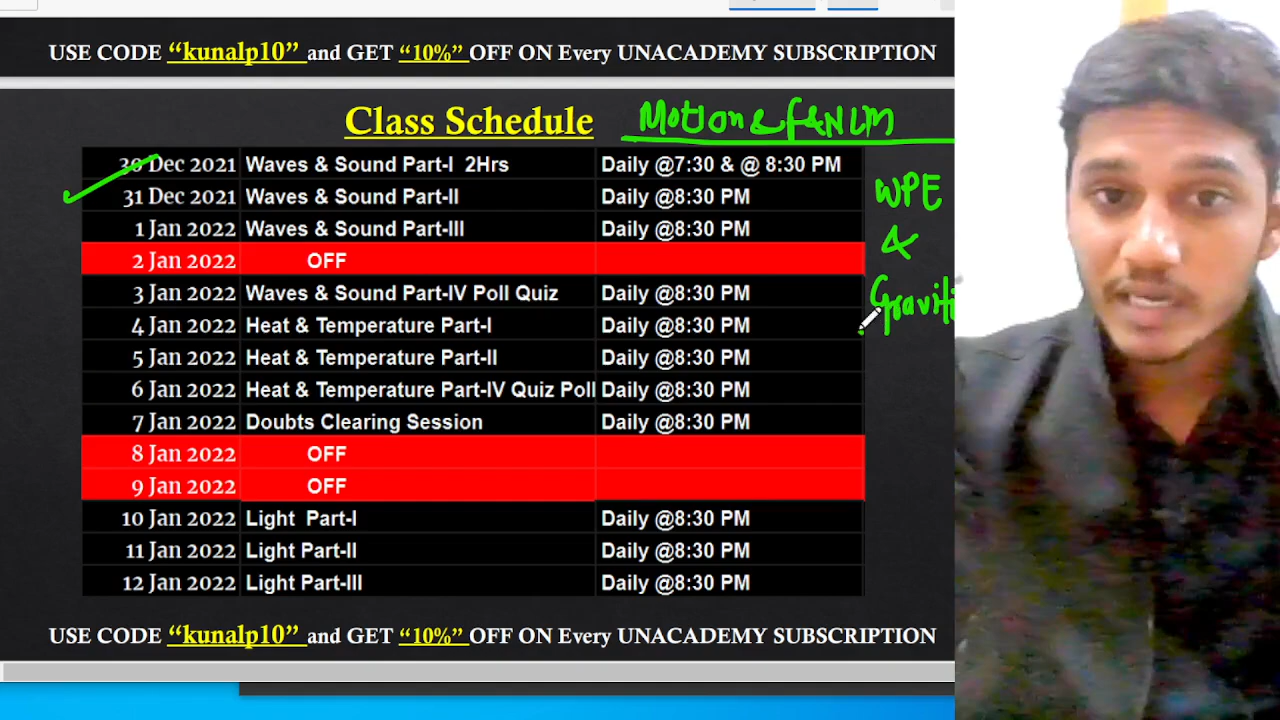 USE CODE “kunalp10” and GET “10%” OFF ON Every UNACADEMY SUBSCRIPTION
Class Schedule Motion & f & NLM
30 Dec 2021 Waves & Sound Part-I 2Hrs Daily @7:30 & @ 8:30 PM
31 Dec 2021 Waves & Sound Part-II Daily @8:30 PM
WPE
1 Jan 2022 Waves & Sound Part-III Daily @8:30 PM
&
2 Jan 2022 OFF
3 Jan 2022 Waves & Sound Part-IV Poll Quiz Daily @8:30 PM
Graviti
4 Jan 2022 Heat & Temperature Part-I Daily @8:30 PM
5 Jan 2022 Heat & Temperature Part-II Daily @8:30 PM
6 Jan 2022 Heat & Temperature Part-IV Quiz Poll Daily @8:30 PM
7 Jan 2022 Doubts Clearing Session Daily @8:30 PM
8 Jan 2022 OFF
9 Jan 2022 OFF
10 Jan 2022 Light Part-I Daily @8:30 PM
11 Jan 2022 Light Part-II Daily @8:30 PM
12 Jan 2022 Light Part-III Daily @8:30 PM
USE CODE “kunalp10” and GET “10%” OFF ON Every UNACADEMY SUBSCRIPTION